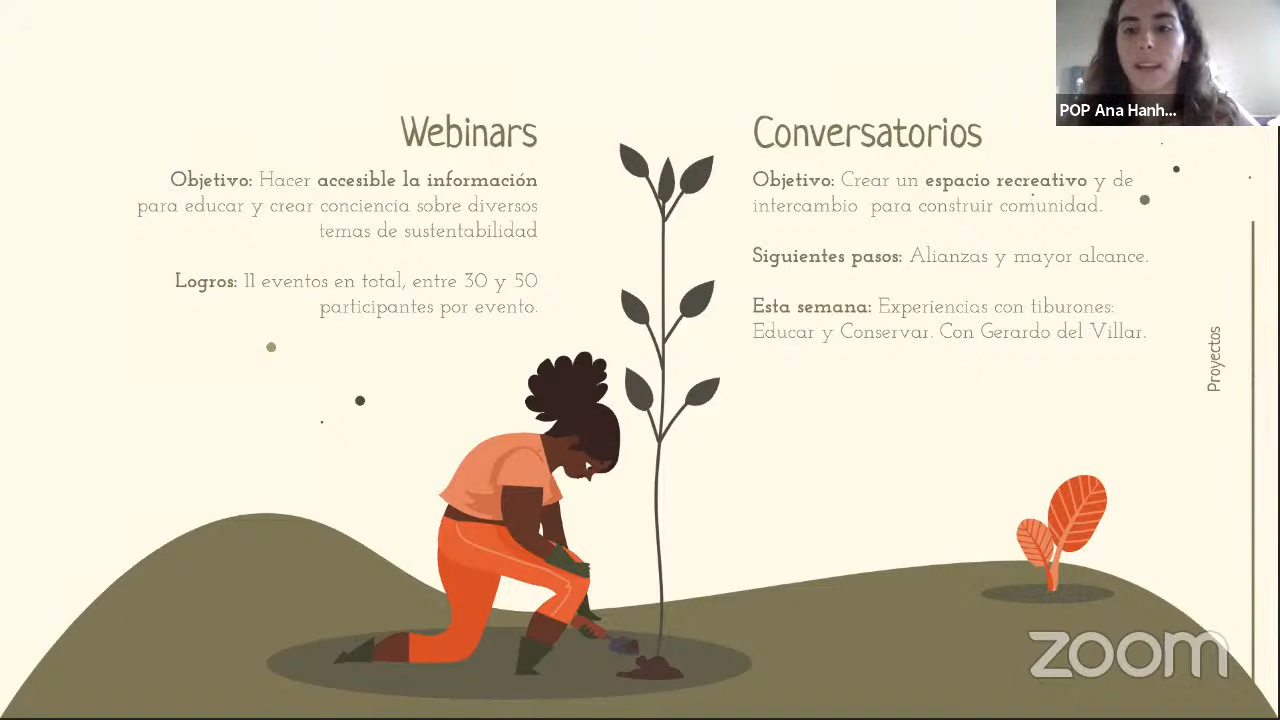 POP Ana Hanh...
Webinars
Objetivo: Hacer accesible la información
para educar y crear conciencia sobre diversos
temas de sustentabilidad
Logros: 11 eventos en total, entre 30 y 50
participantes por evento.
Conversatorios
Objetivo: Crear un espacio recreativo y de
intercambio para construir comunidad.
Siguientes pasos: Alianzas y mayor alcance.
Esta semana: Experiencias con tiburones:
Educar y Conservar. Con Gerardo del Villar.
Proyectos
zoom